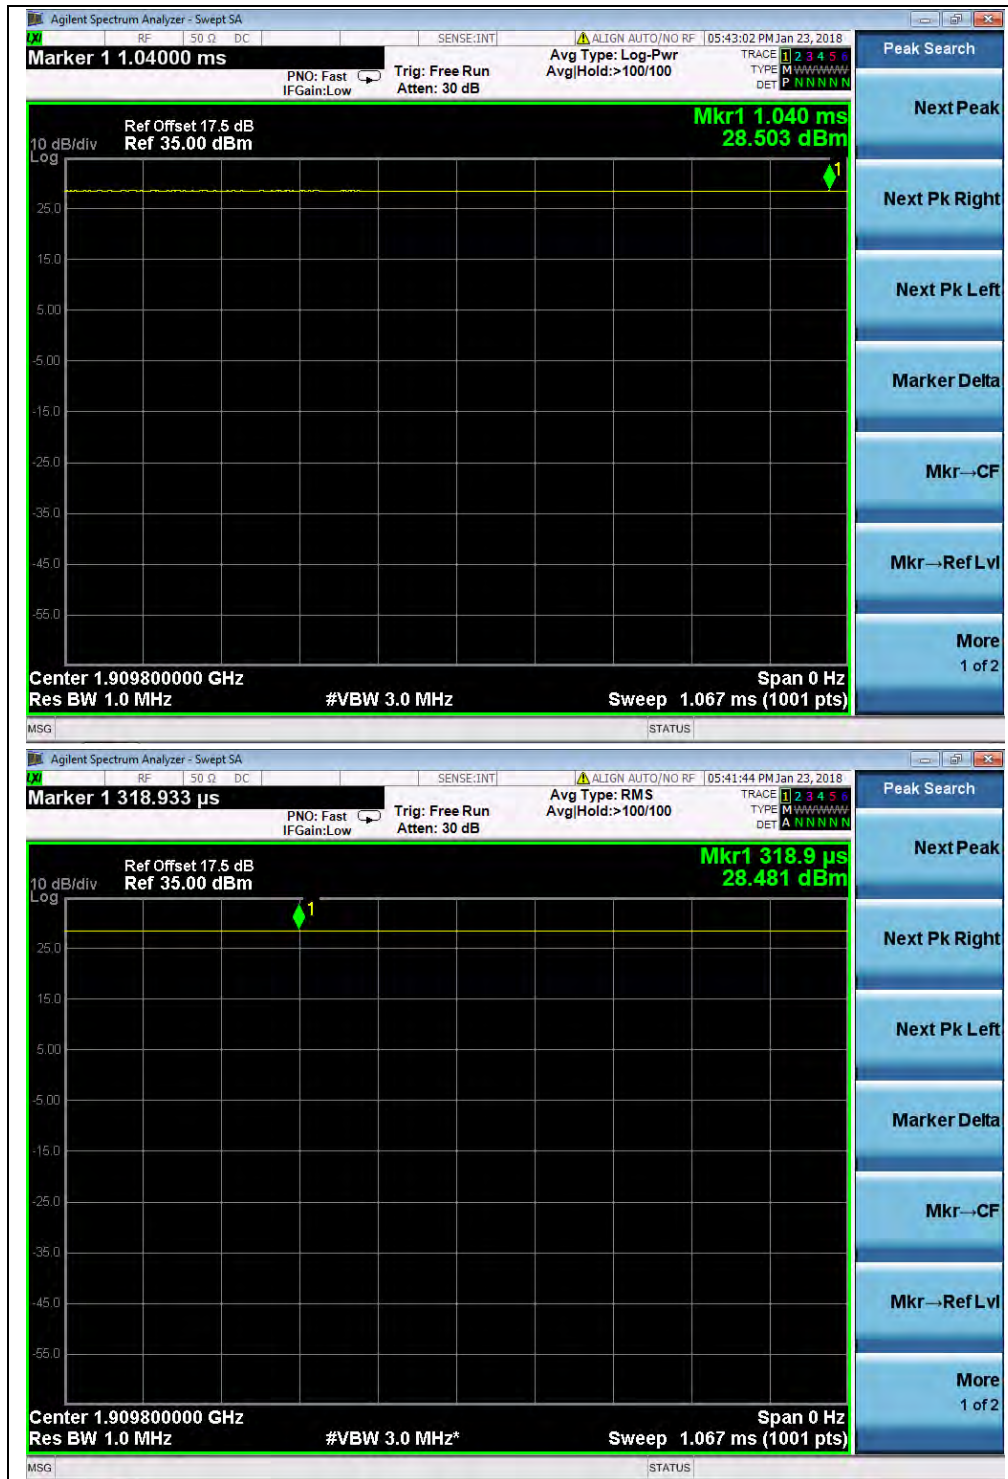 Agilent Spectrum Analyzer - Swept SA
LXI RF 50 Ω DC SENSE:INT ALIGN AUTO/NO RF 05:43:02 PM Jan 23, 2018
Marker 1 1.04000 ms
PNO: Fast
IFGain:Low
Trig: Free Run
Atten: 30 dB
Avg Type: Log-Pwr
Avg|Hold:>100/100
TRACE 1 2 3 4 5 6
TYPE M WWWWW
DET P N N N N N
Peak Search
Next Peak
Next Pk Right
Next Pk Left
Marker Delta
Mkr→CF
Mkr→Ref Lvl
More
1 of 2
Mkr1 1.040 ms
28.503 dBm
Ref Offset 17.5 dB
10 dB/div Ref 35.00 dBm
Log
1
25.0
15.0
5.00
-5.00
-15.0
-25.0
-35.0
-45.0
-55.0
Center 1.909800000 GHz Span 0 Hz
Res BW 1.0 MHz #VBW 3.0 MHz Sweep 1.067 ms (1001 pts)
MSG STATUS
Agilent Spectrum Analyzer - Swept SA
LXI RF 50 Ω DC SENSE:INT ALIGN AUTO/NO RF 05:41:44 PM Jan 23, 2018
Marker 1 318.933 µs
PNO: Fast
IFGain:Low
Trig: Free Run
Atten: 30 dB
Avg Type: RMS
Avg|Hold:>100/100
TRACE 1 2 3 4 5 6
TYPE M WWWWW
DET A N N N N N
Peak Search
Next Peak
Next Pk Right
Next Pk Left
Marker Delta
Mkr→CF
Mkr→Ref Lvl
More
1 of 2
Mkr1 318.9 µs
28.481 dBm
Ref Offset 17.5 dB
10 dB/div Ref 35.00 dBm
Log
1
25.0
15.0
5.00
-5.00
-15.0
-25.0
-35.0
-45.0
-55.0
Center 1.909800000 GHz Span 0 Hz
Res BW 1.0 MHz #VBW 3.0 MHz* Sweep 1.067 ms (1001 pts)
MSG STATUS